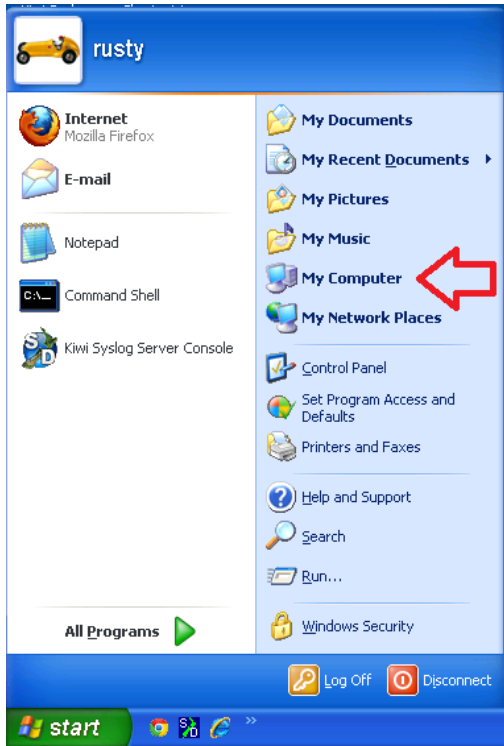 rusty
Internet
Mozilla Firefox
E-mail
Notepad
C:\_
Command Shell
Kiwi Syslog Server Console
All Programs
My Documents
My Recent Documents
My Pictures
My Music
My Computer
My Network Places
Control Panel
Set Program Access and
Defaults
Printers and Faxes
Help and Support
Search
Run...
Windows Security
Log Off
Disconnect
start